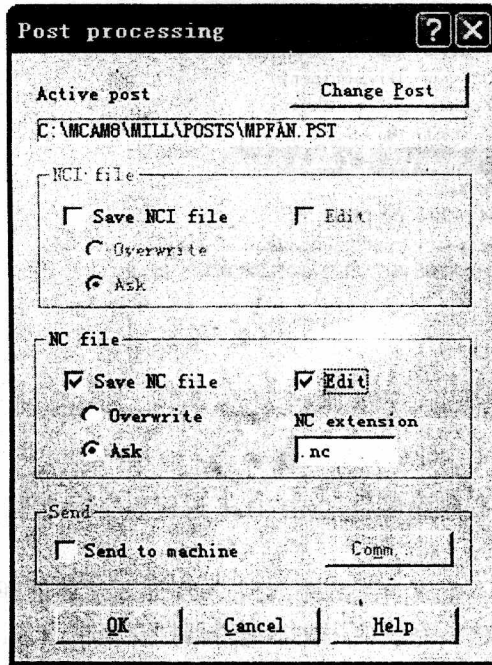 Post processing
Active post
Change Post
C:\MCAM8\MILL\POSTS\MPFAN.PST
NCI file
Save NCI file
Edit
Overwrite
Ask
NC file
Save NC file
Edit
Overwrite
NC extension
Ask
.nc
Send
Send to machine
Comm
OK
Cancel
Help